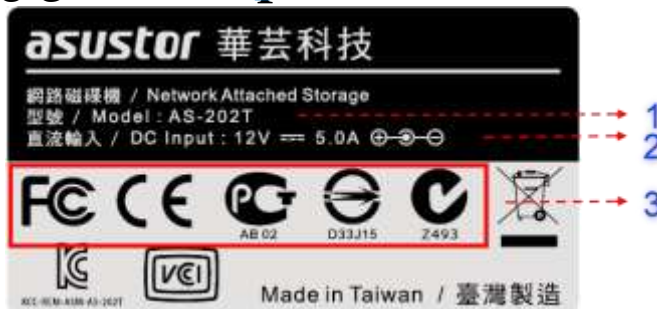 asustor 華芸科技
網路磁碟機 / Network Attached Storage
型號 / Model : AS-202T
直流輸入 / DC Input : 12V 5.0A
1
2
FC CE PG C
AB 02 D33J15 Z493
3
VCI
Made in Taiwan / 臺灣製造